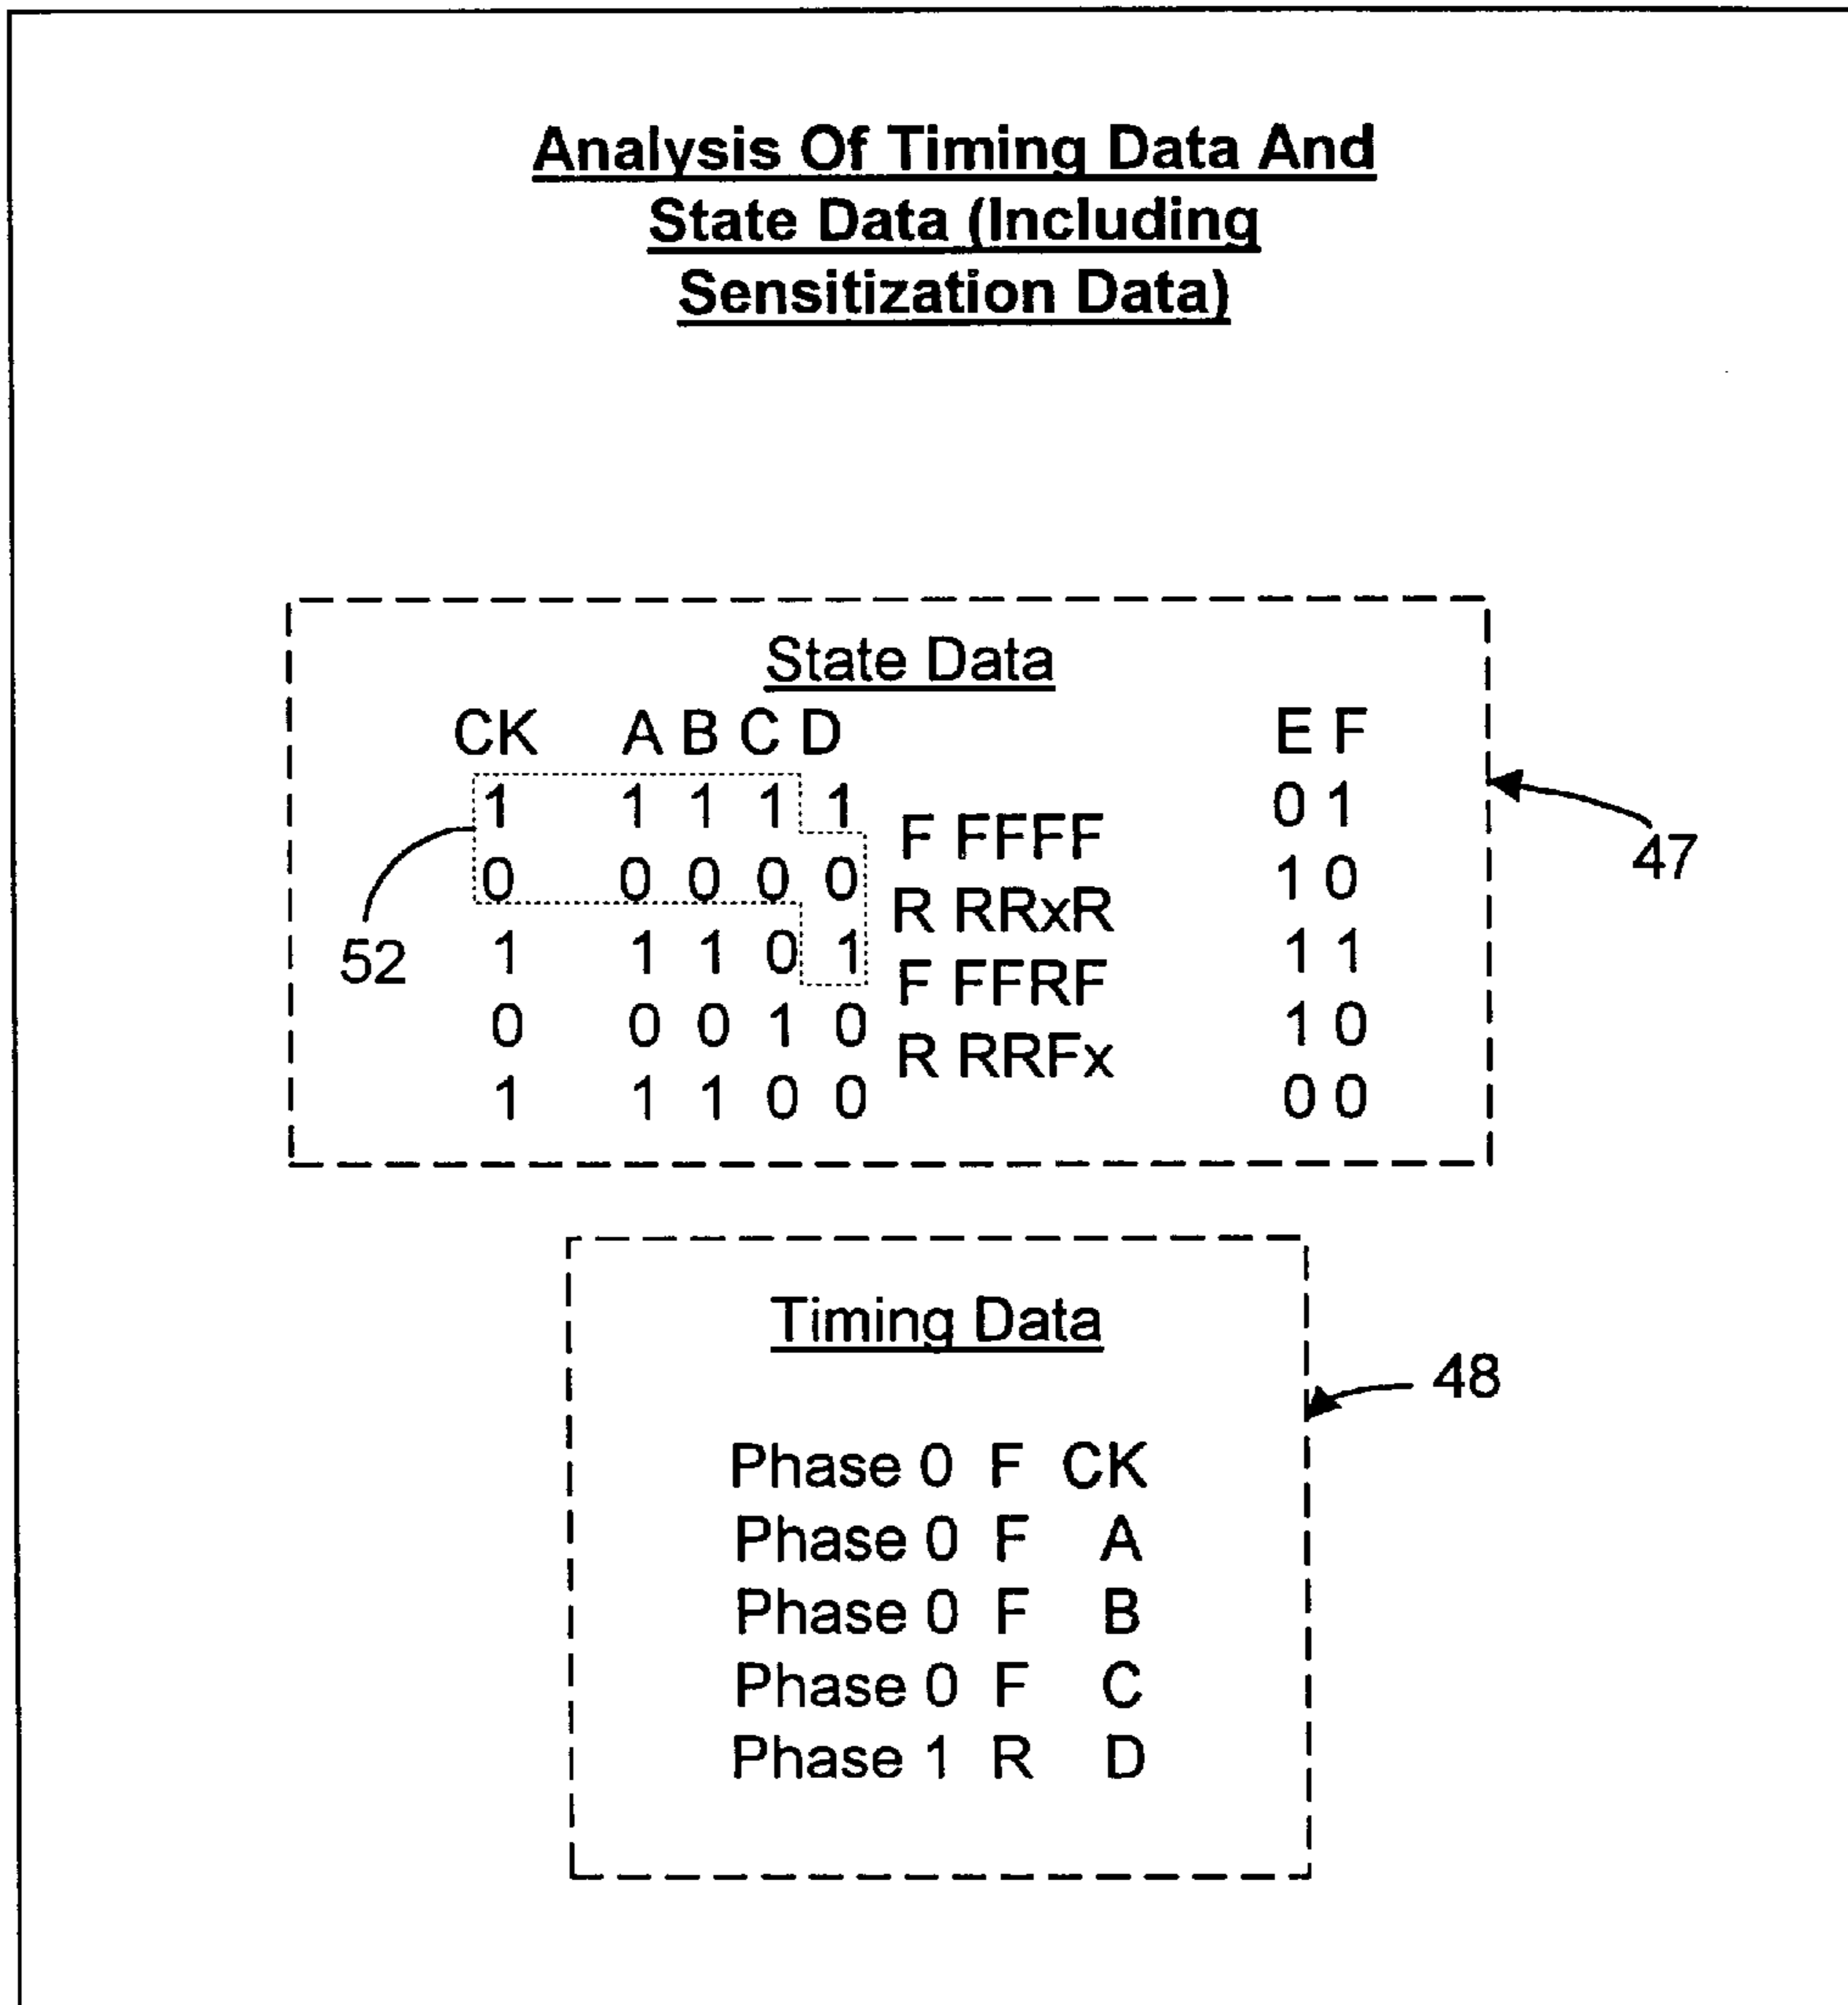 Analysis Of Timing Data And
State Data (Including
Sensitization Data)
State Data
CK A B C D E F
1 1 1 1 1 0 1
F FFFF
0 0 0 0 0 1 0
R RRxR
1 1 1 0 1 1 1
F FFRF
0 0 0 1 0 1 0
R RRFx
1 1 1 0 0 0 0
47
52
Timing Data
48
Phase 0 F CK
Phase 0 F A
Phase 0 F B
Phase 0 F C
Phase 1 R D